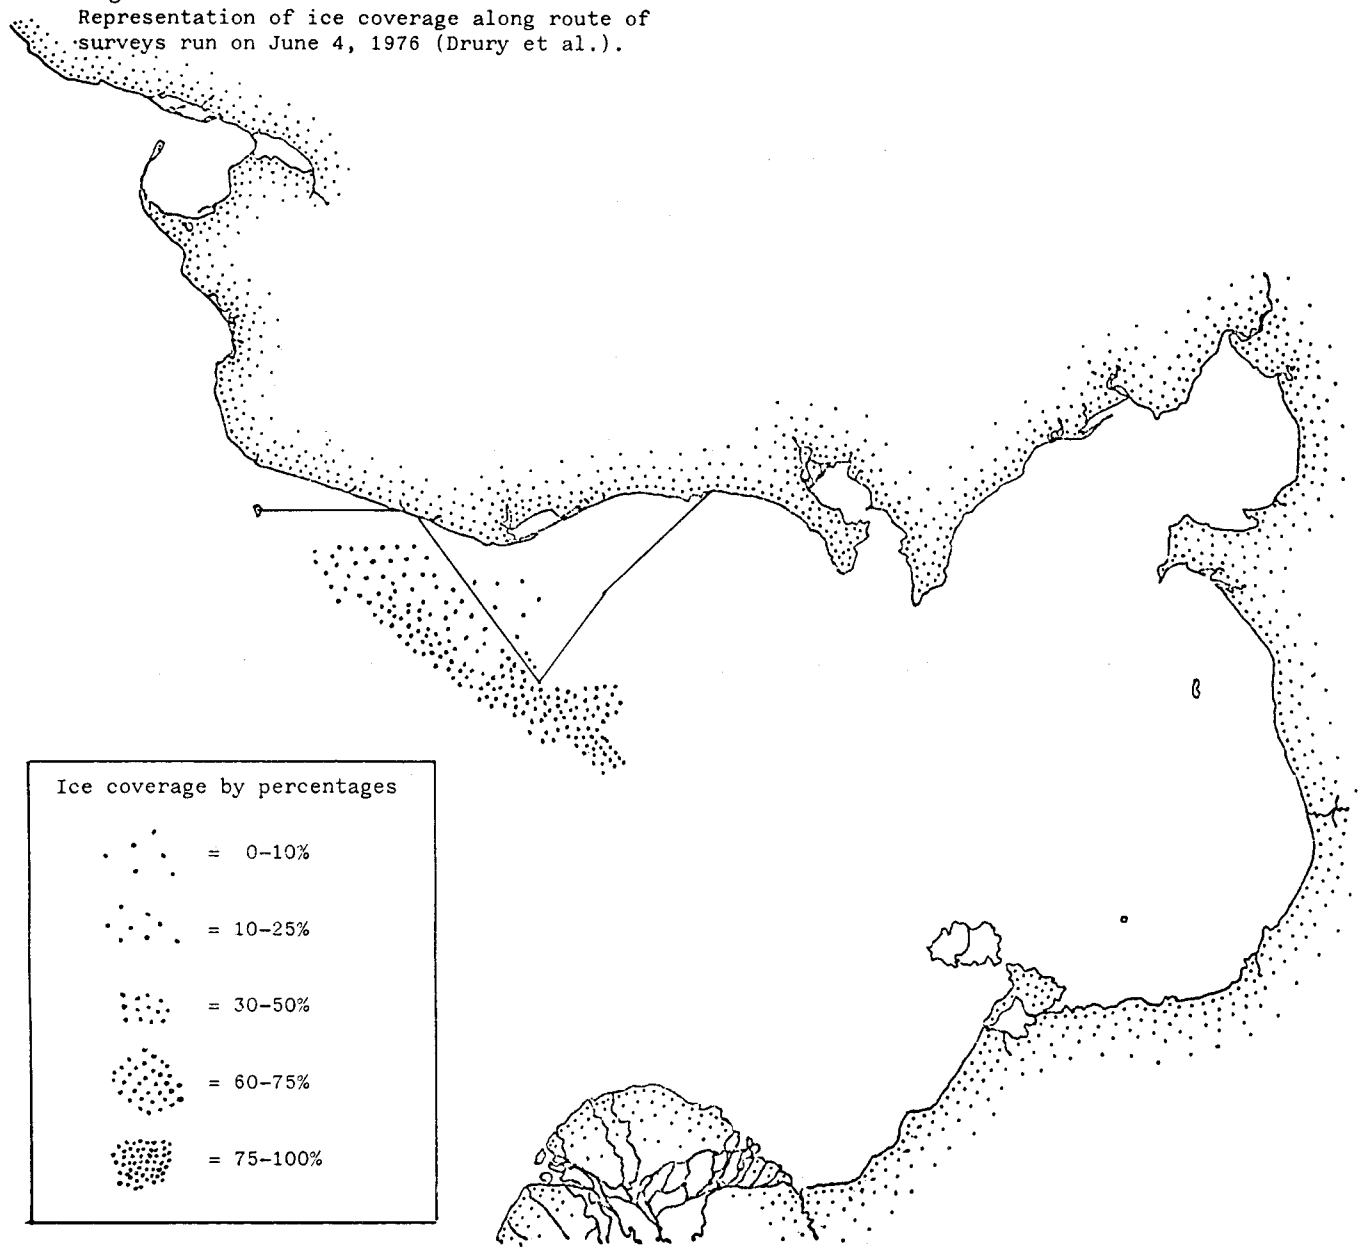 Representation of ice coverage along route of
surveys run on June 4, 1976 (Drury et al.).
Ice coverage by percentages
= 0-10%
= 10-25%
= 30-50%
= 60-75%
= 75-100%